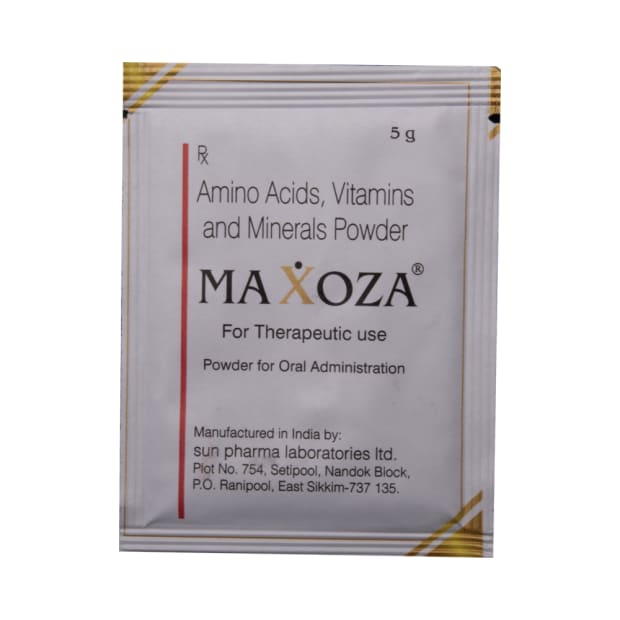 5 g
Rx
Amino Acids, Vitamins
and Minerals Powder
MAXOZA®
For Therapeutic use
Powder for Oral Administration
Manufactured in India by:
sun pharma laboratories ltd.
Plot No. 754, Setipool, Nandok Block,
P.O. Ranipool, East Sikkim-737 135.